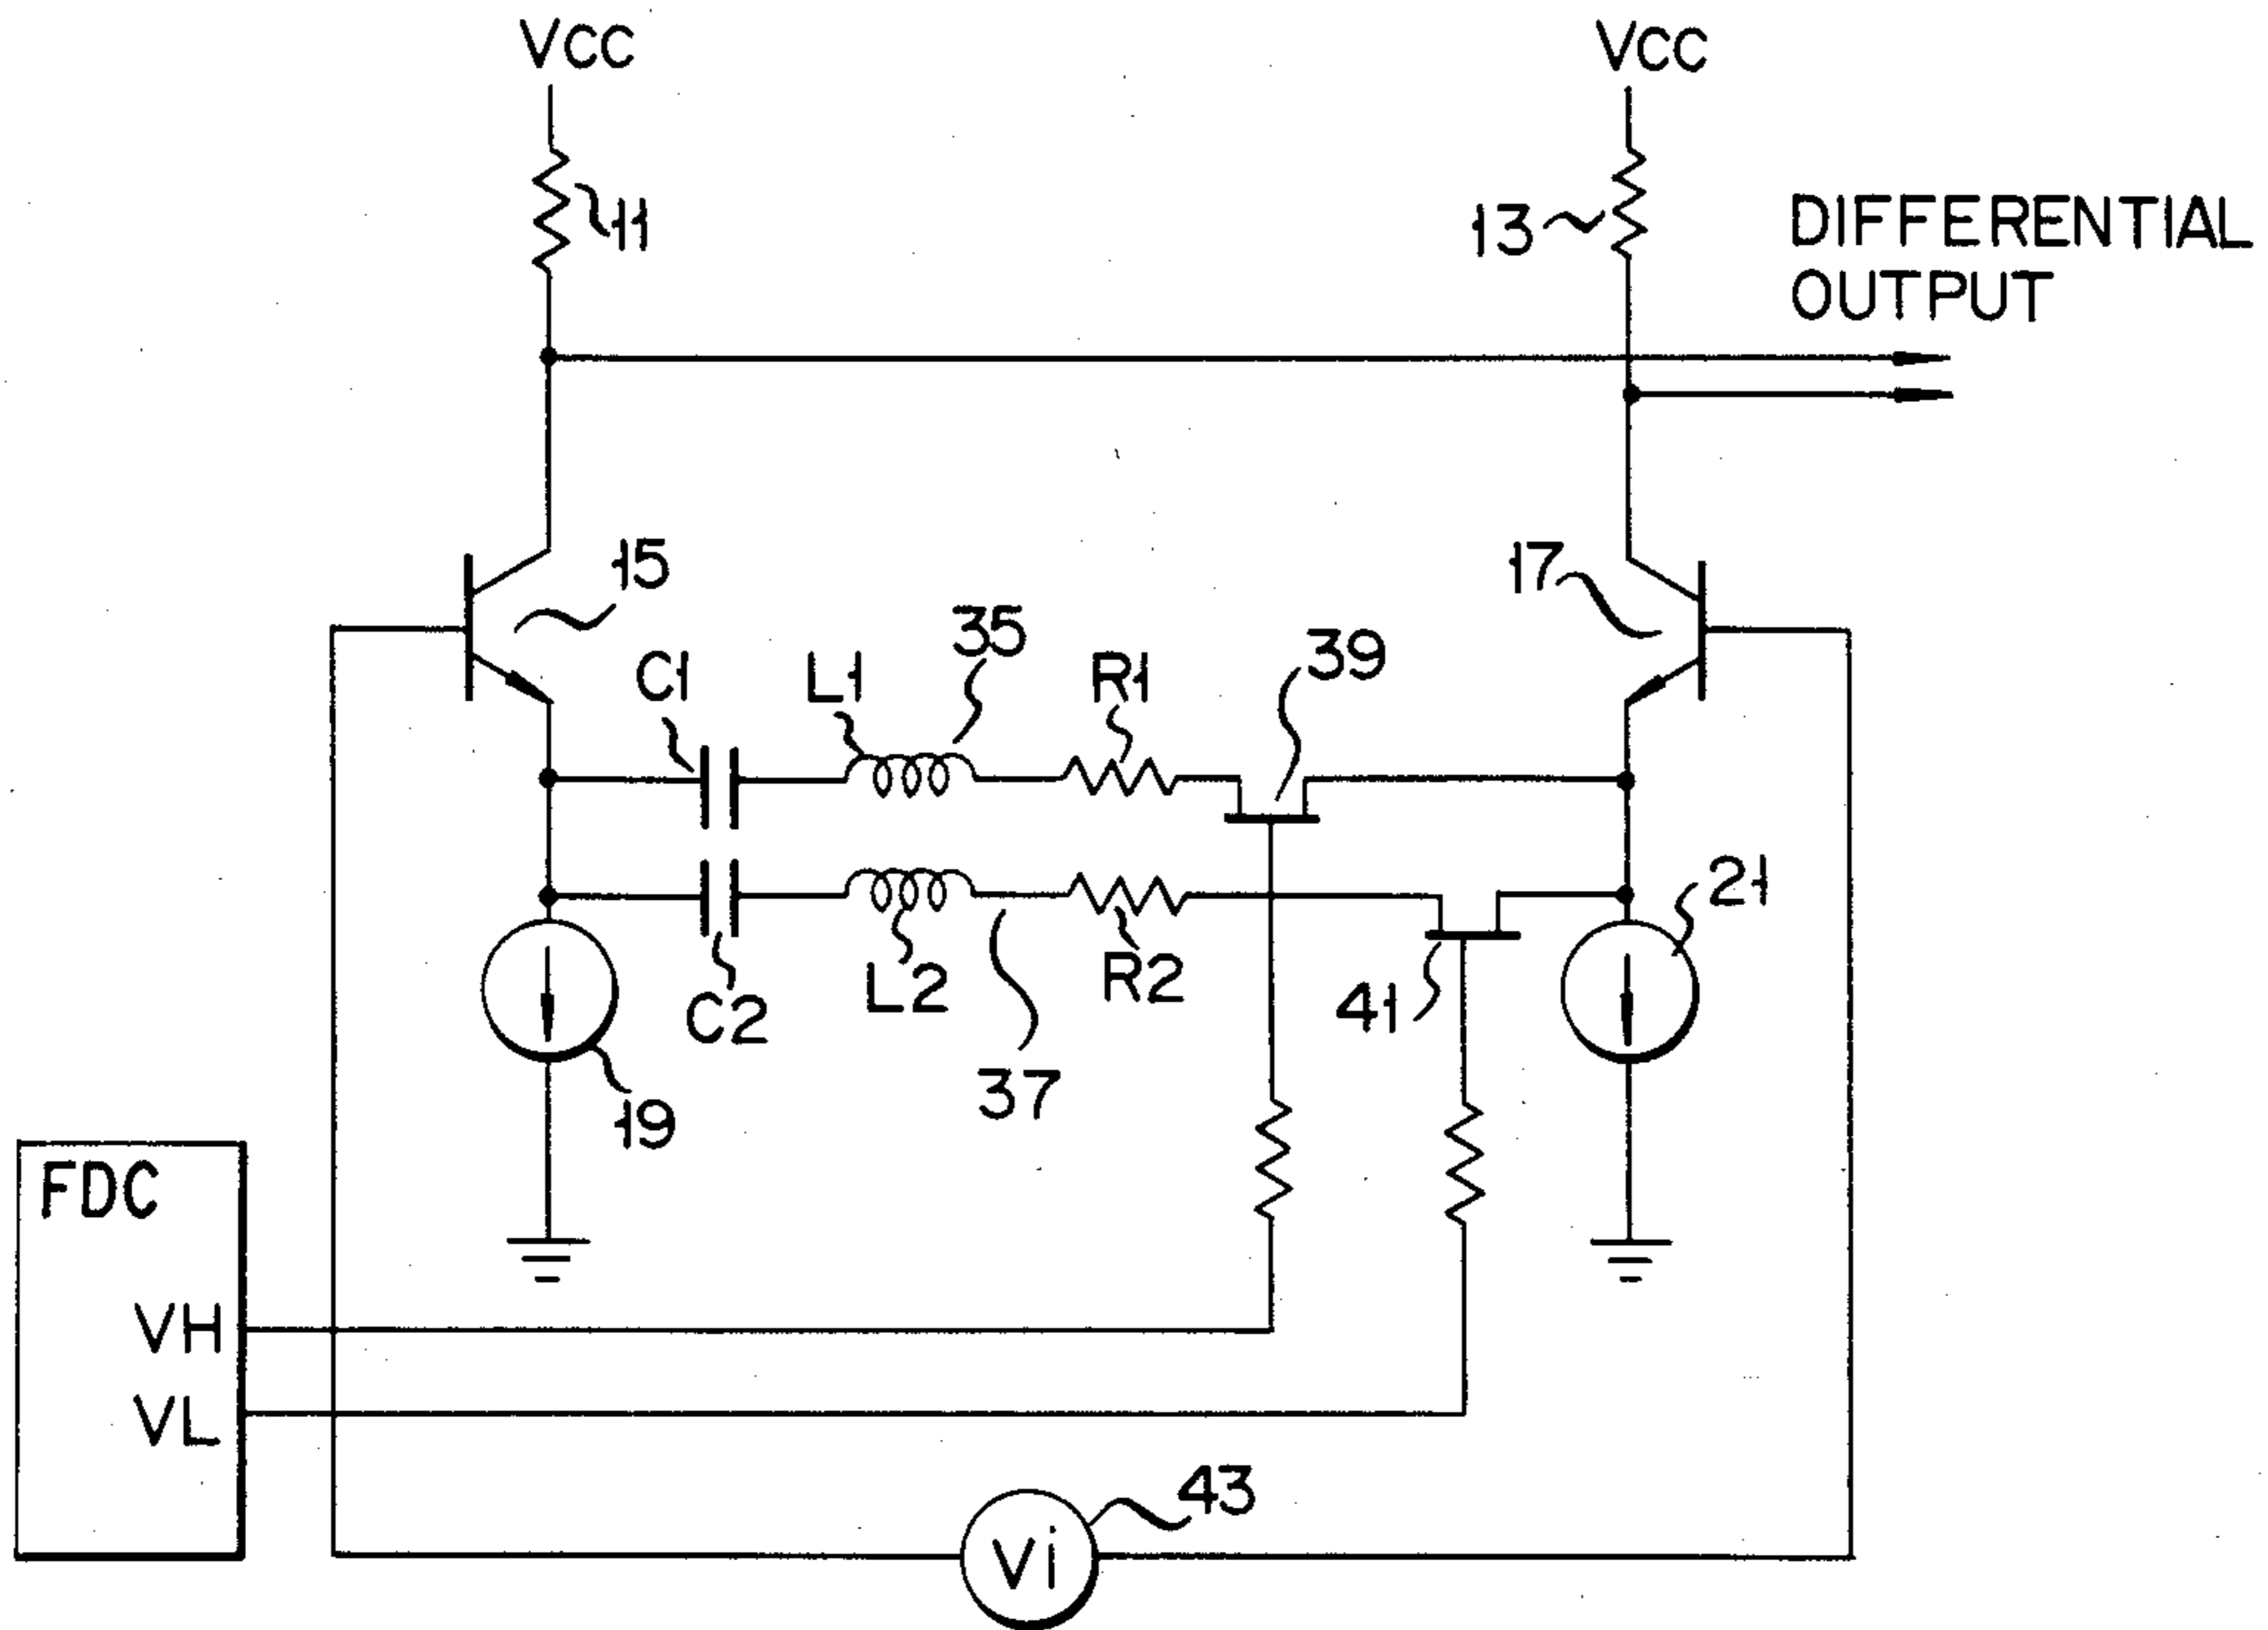 VCC
VCC
11
13
DIFFERENTIAL
OUTPUT
15
17
C1
L1
35
R1
39
21
C2
L2
37
R2
41
19
FDC
VH
VL
43
Vi